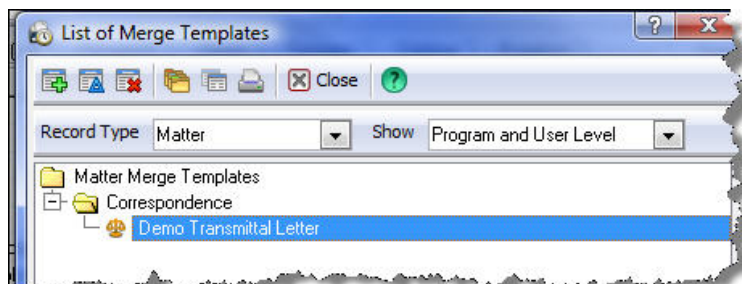 List of Merge Templates
Close
Record Type Matter Show Program and User Level
Matter Merge Templates
Correspondence
Demo Transmittal Letter